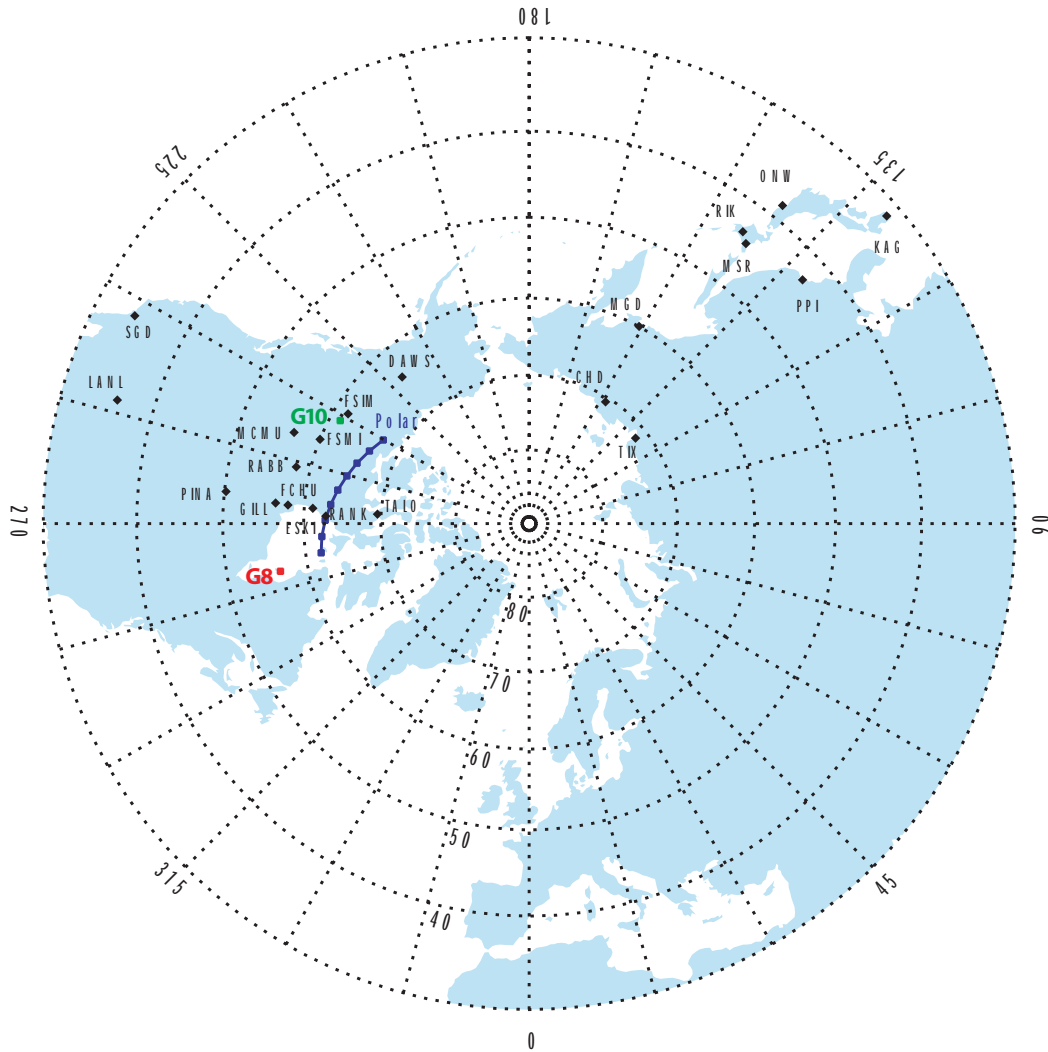 180
225
135
ONW
RIK
KAG
MSR
MGD
PPI
SGD
DAWS
CHD
LANL
FSIM
G10
Polar
MCMU
FSMI
TIX
RABB
PINA
FCHU
GILL
RANK
TALO
ESKI
270
90
G8
80
70
60
50
40
315
45
0